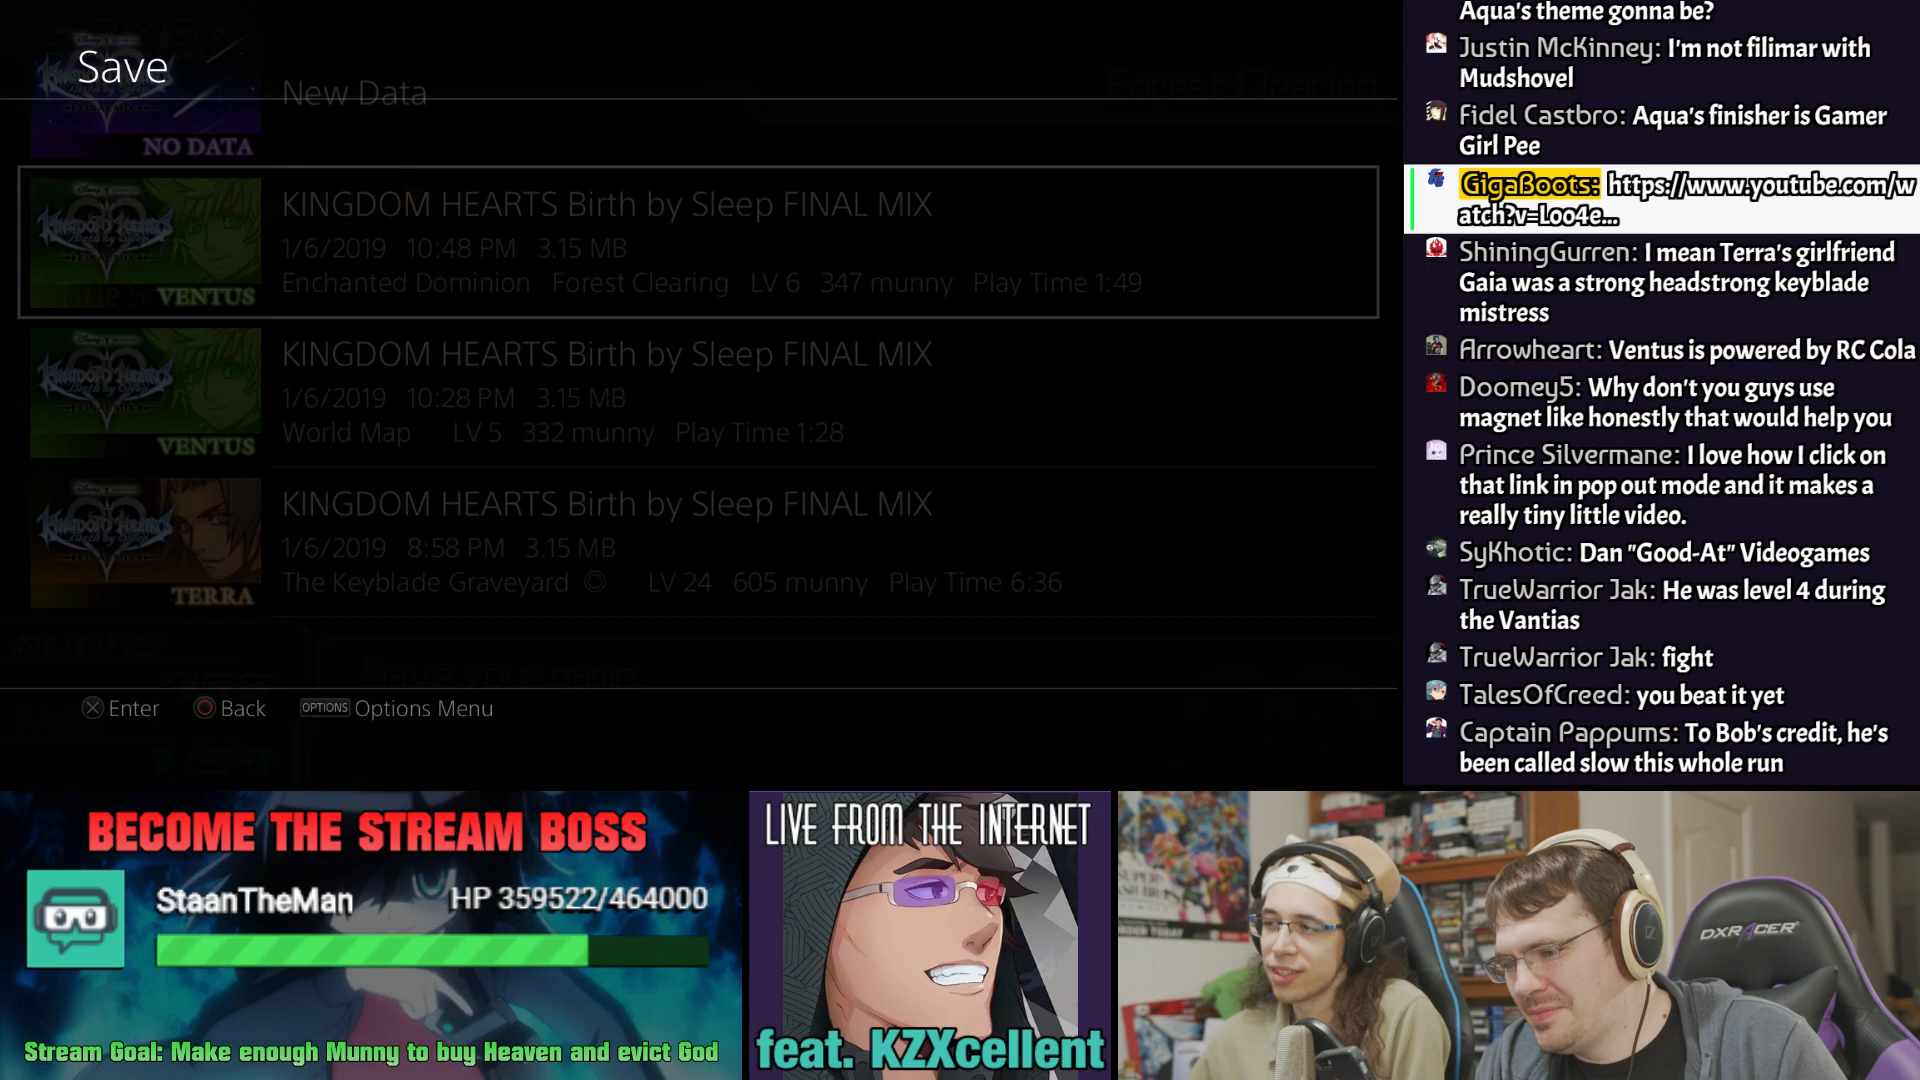 Save
New Data
Forest Clearing
NO DATA
KINGDOM HEARTS Birth by Sleep FINAL MIX
1/6/2019 10:48 PM 3.15 MB
Enchanted Dominion Forest Clearing LV 6 347 munny Play Time 1:49
VENTUS
KINGDOM HEARTS Birth by Sleep FINAL MIX
1/6/2019 10:28 PM 3.15 MB
World Map LV 5 332 munny Play Time 1:28
VENTUS
KINGDOM HEARTS Birth by Sleep FINAL MIX
1/6/2019 8:58 PM 3.15 MB
The Keyblade Graveyard ◎ LV 24 605 munny Play Time 6:36
TERRA
MUNNY
Save your game.
Enter Back OPTIONS Options Menu
1:59
Aqua's theme gonna be?
Justin McKinney: I'm not filimar with
Mudshovel
Fidel Castbro: Aqua's finisher is Gamer
Girl Pee
GigaBoots: https://www.youtube.com/w
atch?v=Loo4e...
ShiningGurren: I mean Terra's girlfriend
Gaia was a strong headstrong keyblade
mistress
Arrowheart: Ventus is powered by RC Cola
Doomey5: Why don't you guys use
magnet like honestly that would help you
Prince Silvermane: I love how I click on
that link in pop out mode and it makes a
really tiny little video.
SyKhotic: Dan "Good-At" Videogames
TrueWarrior Jak: He was level 4 during
the Vantias
TrueWarrior Jak: fight
TalesOfCreed: you beat it yet
Captain Pappums: To Bob's credit, he's
been called slow this whole run
BECOME THE STREAM BOSS
StaanTheMan HP 359522/464000
Stream Goal: Make enough Munny to buy Heaven and evict God
LIVE FROM THE INTERNET
feat. KZXcellent
DXRACER